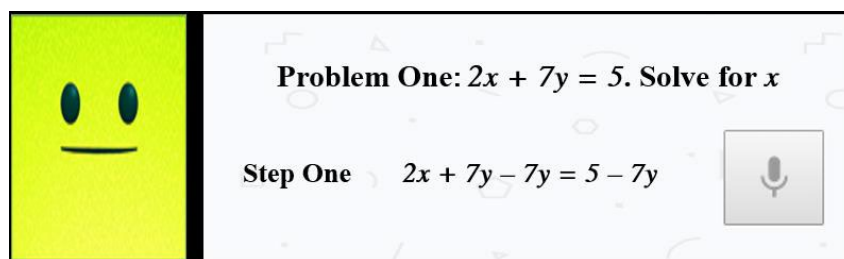 Problem One: 2x + 7y = 5. Solve for x
Step One 2x + 7y – 7y = 5 – 7y